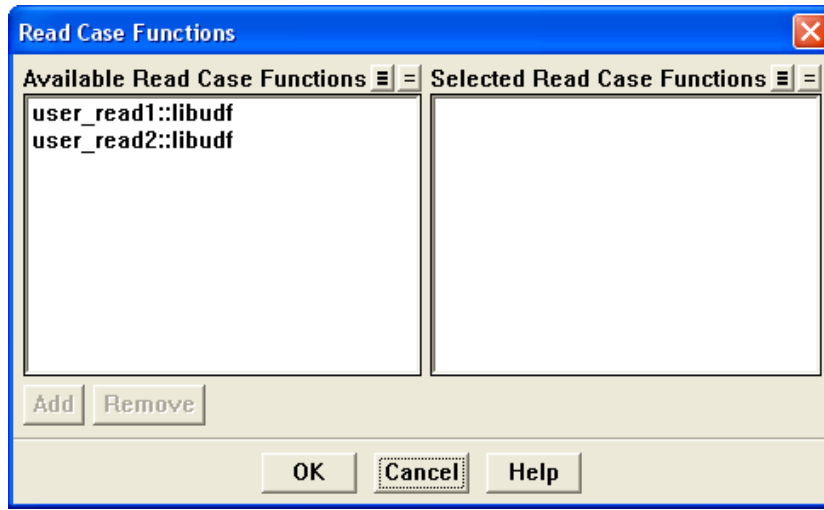 Read Case Functions
Available Read Case Functions
Selected Read Case Functions
user_read1::libudf
user_read2::libudf
Add
Remove
OK
Cancel
Help